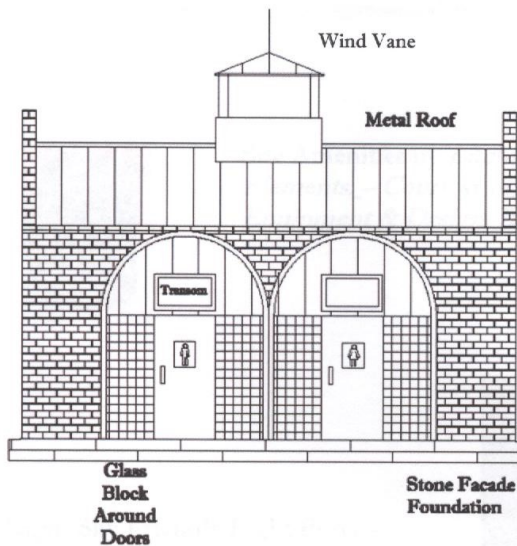 Wind Vane
Metal Roof
Transom
Glass
Block
Around
Doors
Stone Facade
Foundation